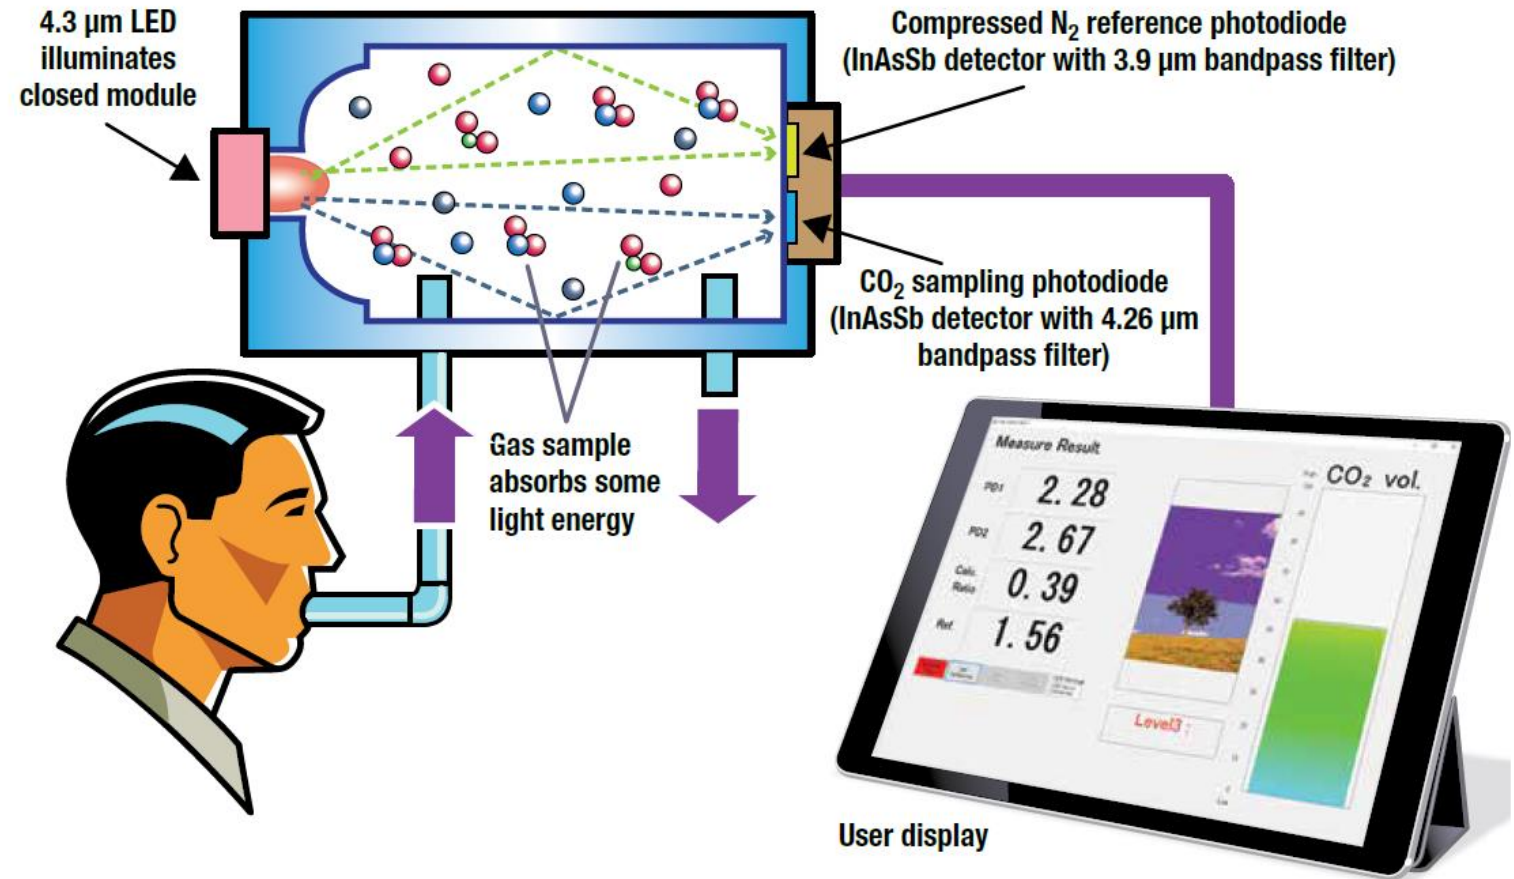 4.3 µm LED
illuminates
closed module
Compressed N₂ reference photodiode
(InAsSb detector with 3.9 µm bandpass filter)
CO₂ sampling photodiode
(InAsSb detector with 4.26 µm
bandpass filter)
Gas sample
absorbs some
light energy
Measure Result
PD1 2.28
PD2 2.67
Calc.
Ratio 0.39
Ref. 1.56
Level3 :
CO₂ vol.
User display